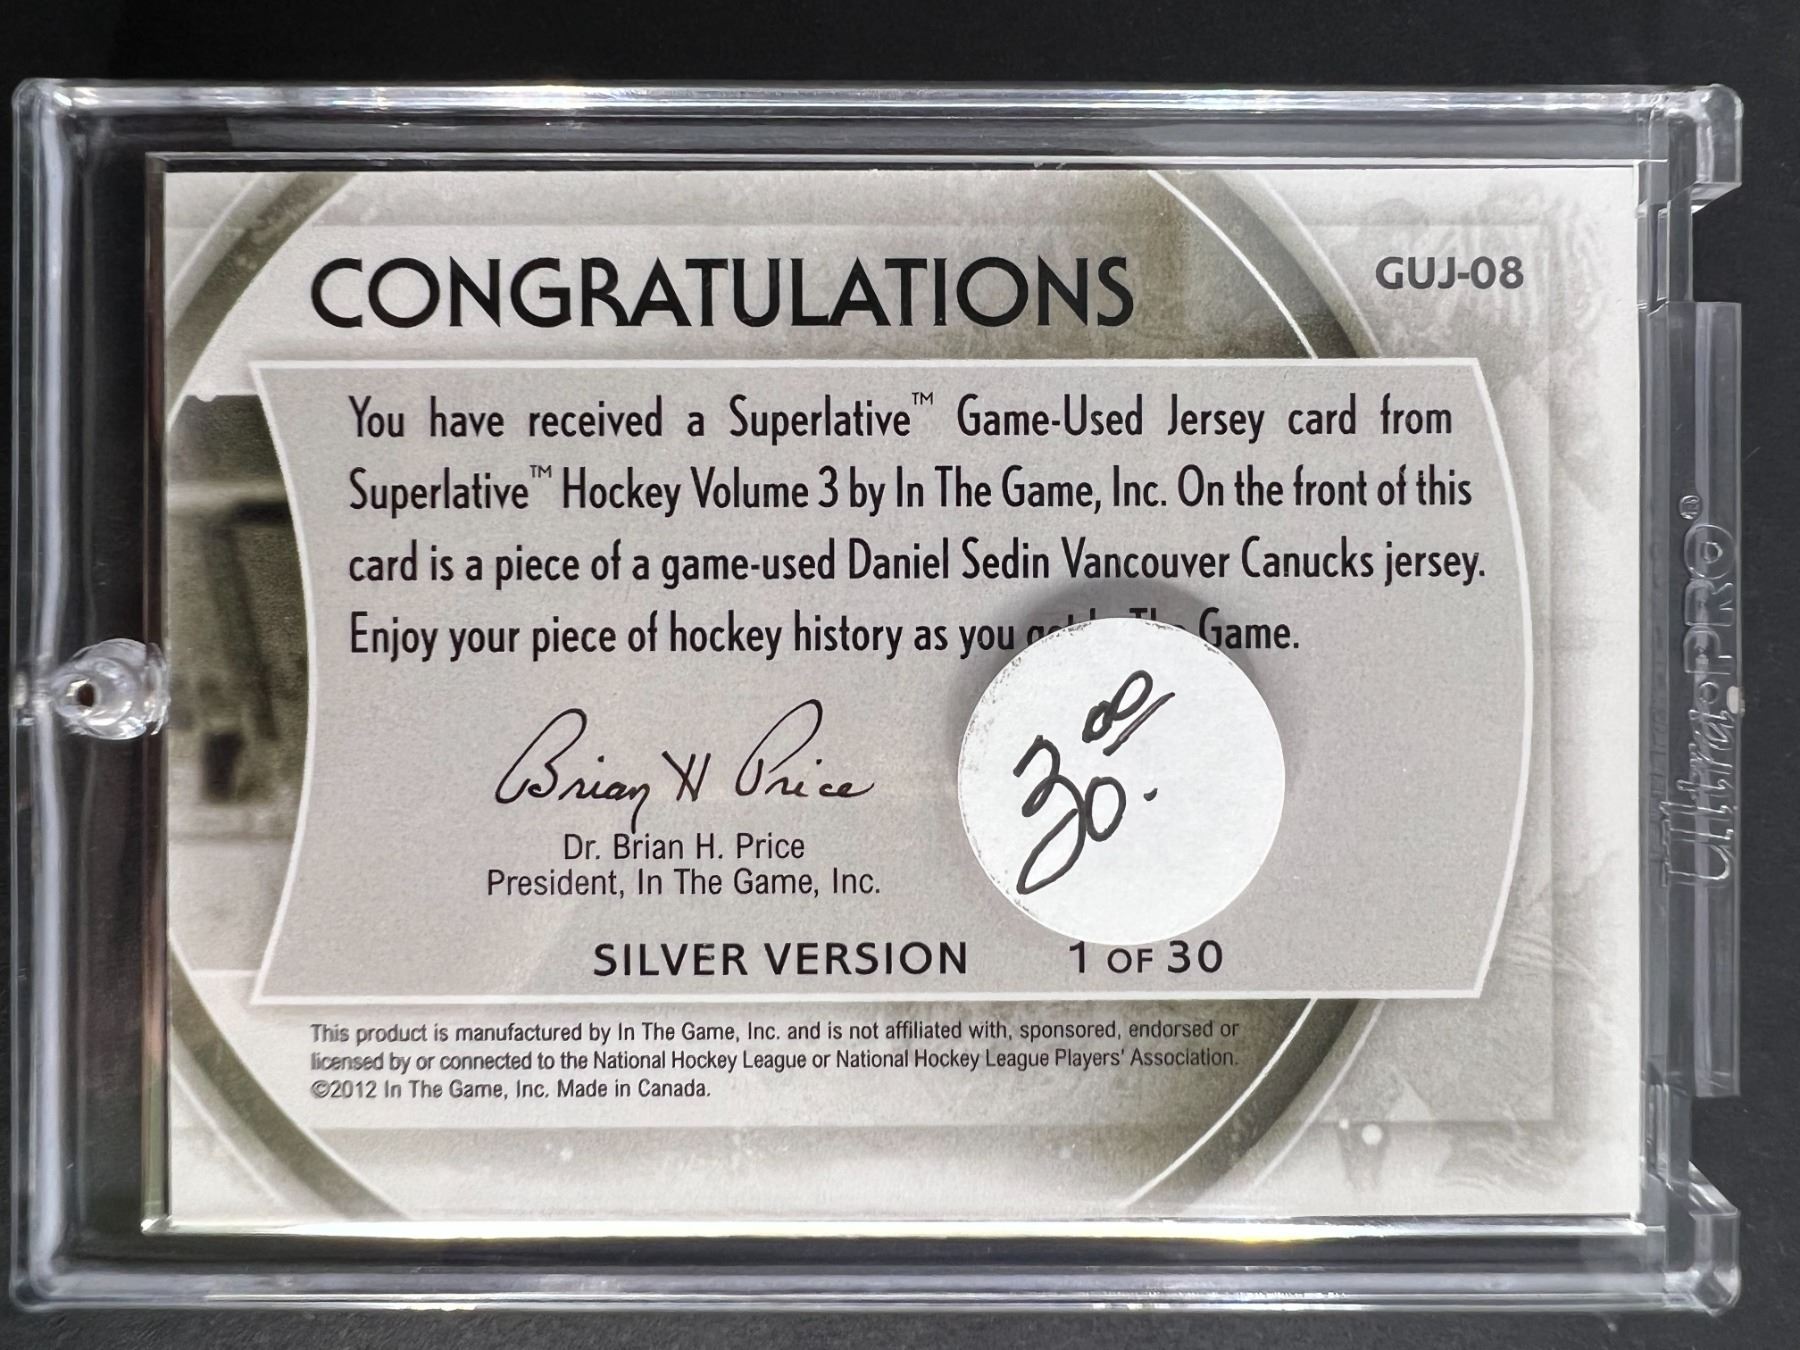 CONGRATULATIONS
GUJ-08
You have received a Superlative™ Game-Used Jersey card from
Superlative™ Hockey Volume 3 by In The Game, Inc. On the front of this
card is a piece of a game-used Daniel Sedin Vancouver Canucks jersey.
Enjoy your piece of hockey history as you Game.
30.00
Brian H Price
Dr. Brian H. Price
President, In The Game, Inc.
SILVER VERSION 1 OF 30
This product is manufactured by In The Game, Inc. and is not affiliated with, sponsored, endorsed or
licensed by or connected to the National Hockey League or National Hockey League Players' Association.
©2012 In The Game, Inc. Made in Canada.
Ultra•PRO®